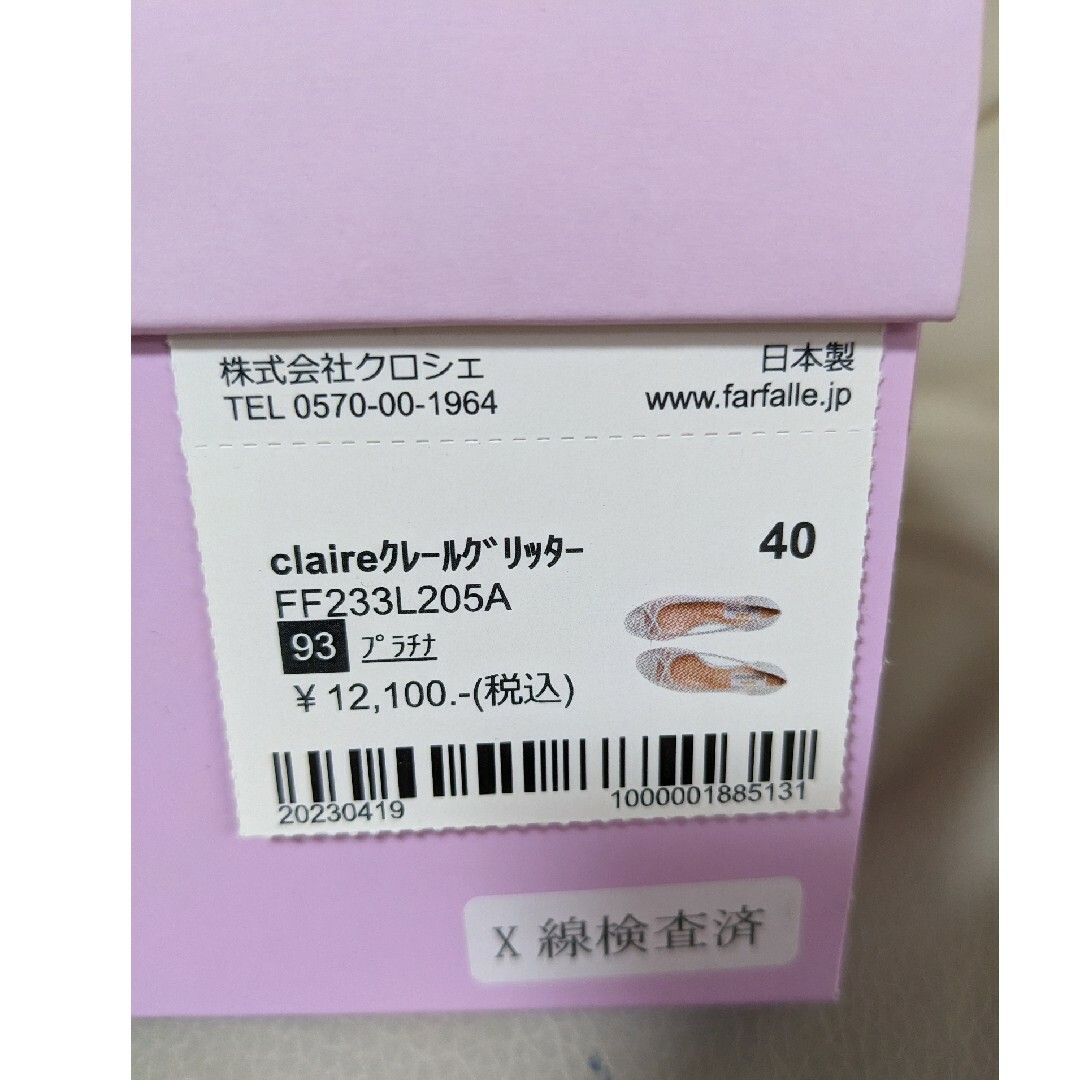 株式会社クロシェ
TEL 0570-00-1964
日本製
www.farfalle.jp
claireｸﾚｰﾙｸﾞﾘｯﾀｰ
40
FF233L205A
93 ﾌﾟﾗﾁﾅ
￥12,100.-(税込)
20230419
1000001885131
X線検査済